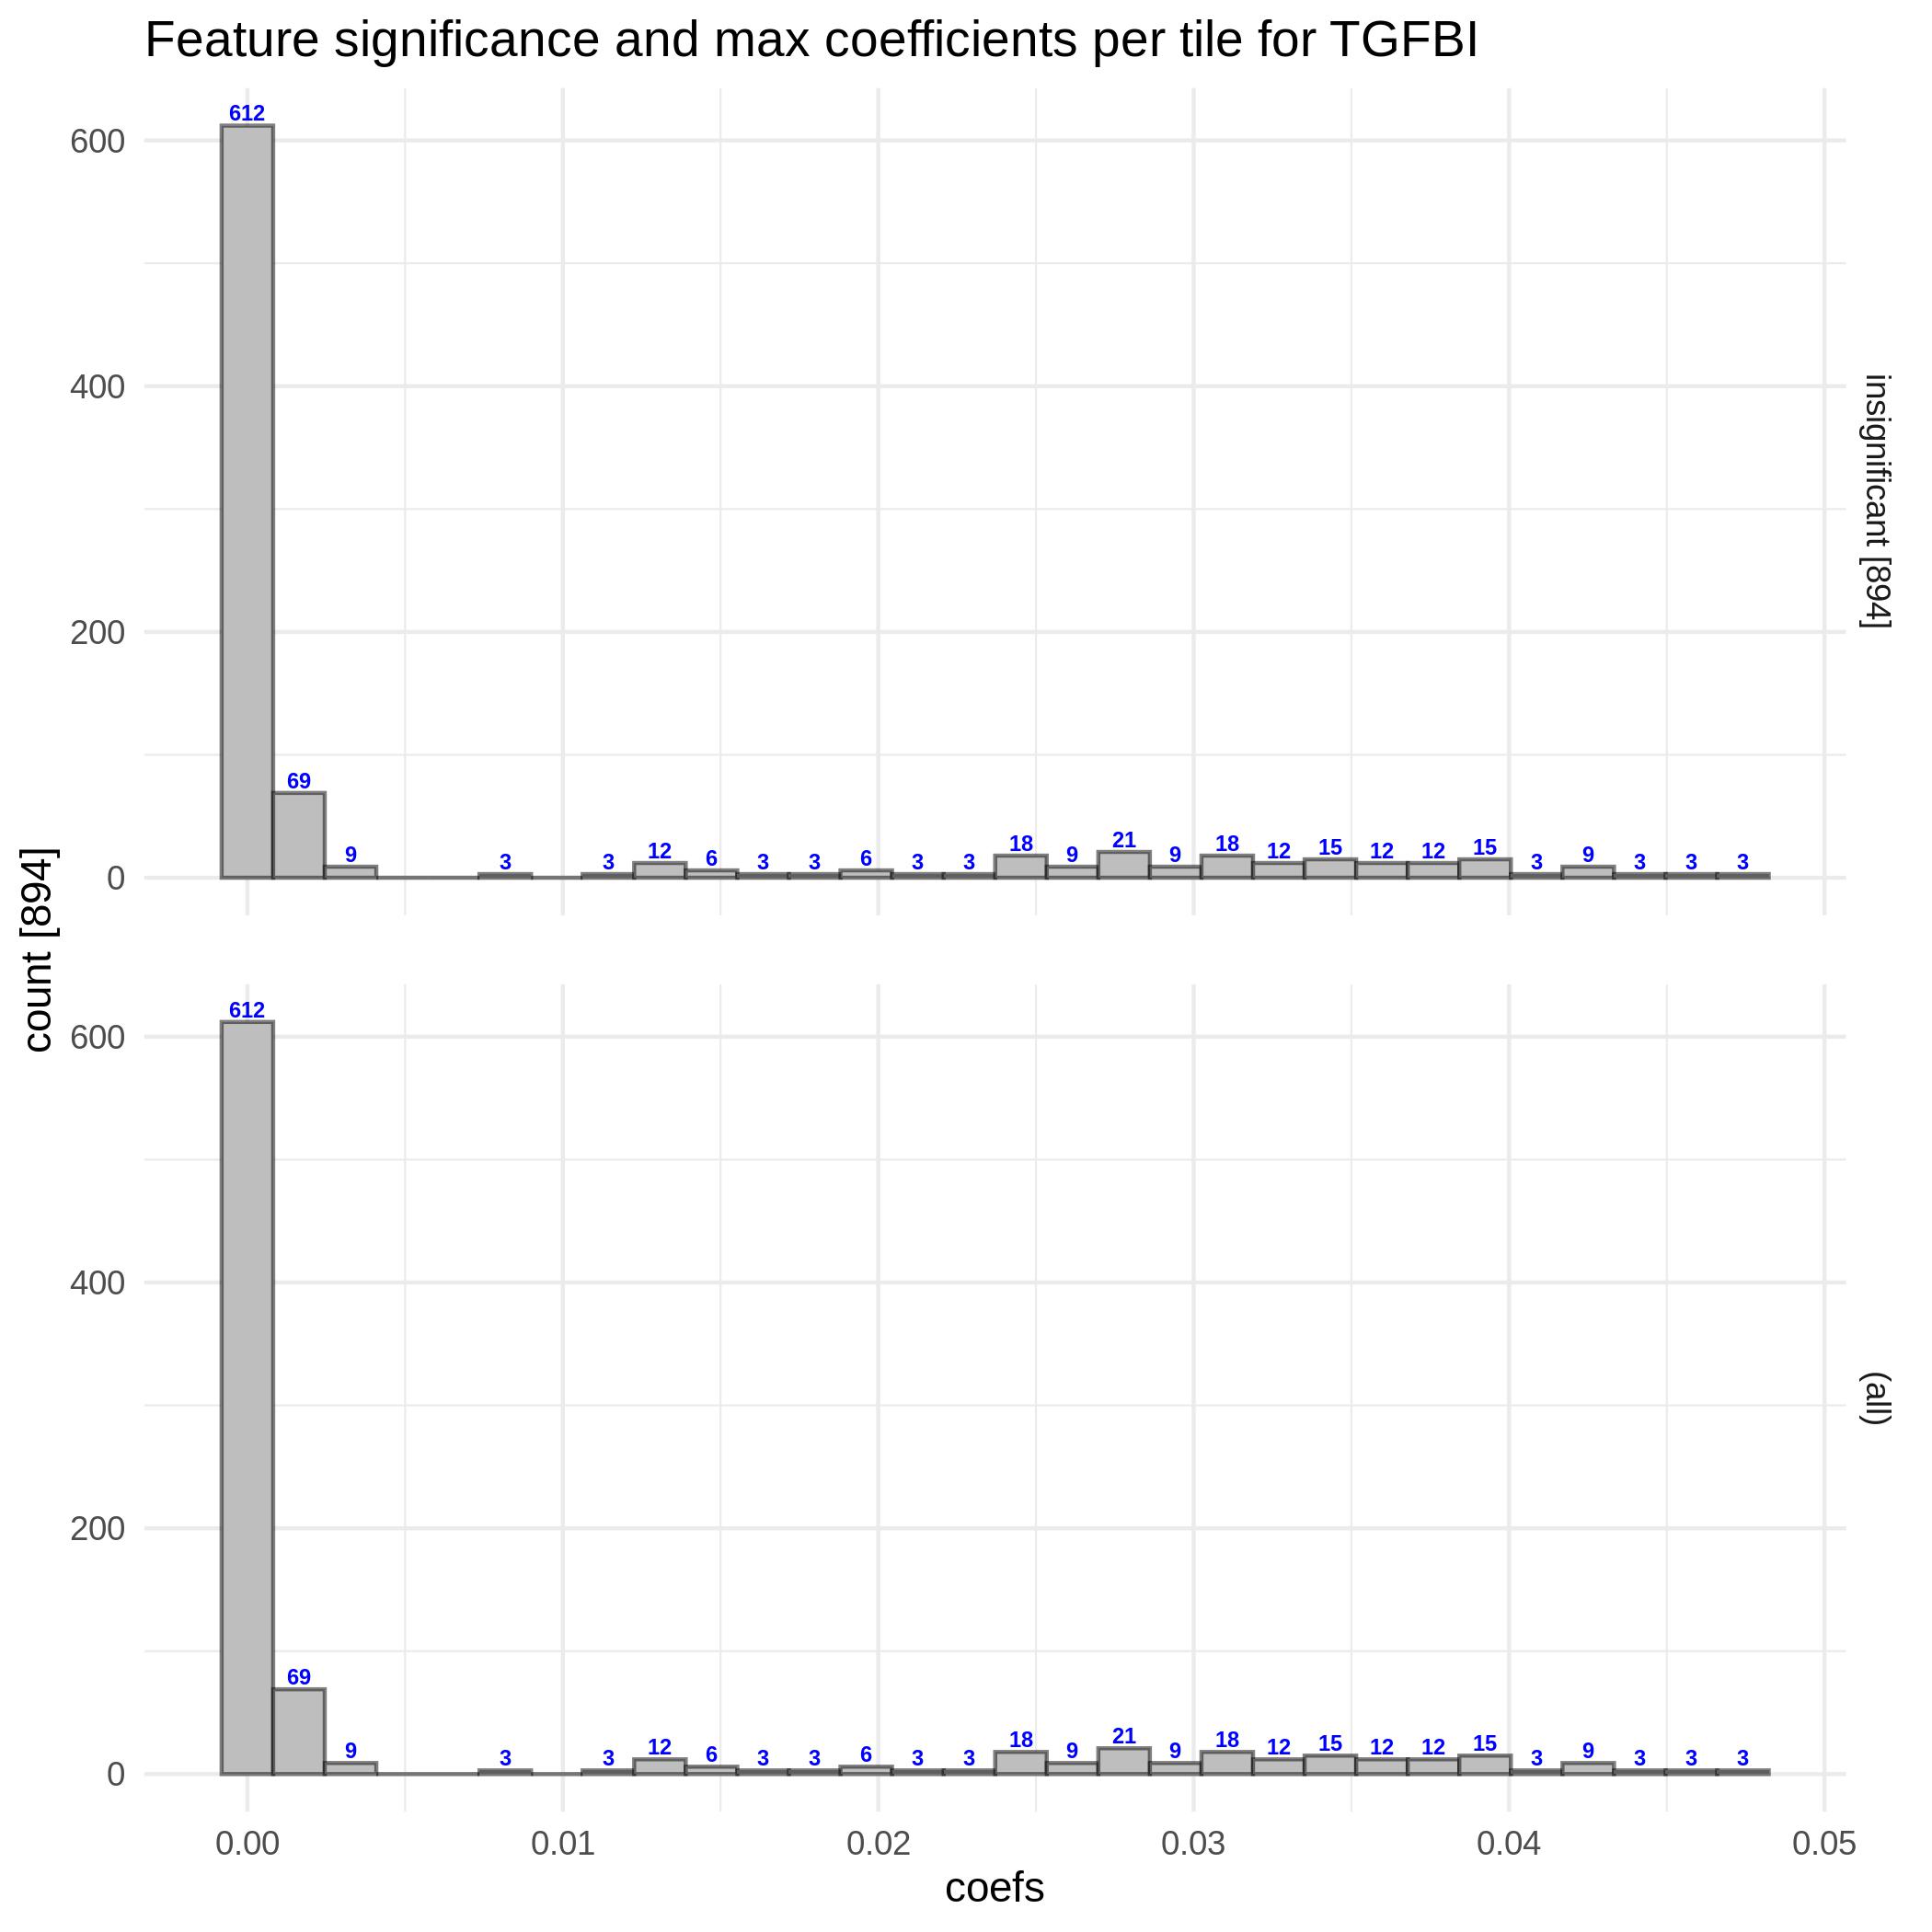 Feature significance and max coefficients per tile for TGFBI
612
600
400
200
69
9 3 3 12 6 3 3 6 3 3 18 9 21 9 18 12 15 12 12 15 3 9 3 3 3
0
insignificant [894]
count [894]
612
600
400
200
69
9 3 3 12 6 3 3 6 3 3 18 9 21 9 18 12 15 12 12 15 3 9 3 3 3
0
(all)
0.00 0.01 0.02 0.03 0.04 0.05
coefs